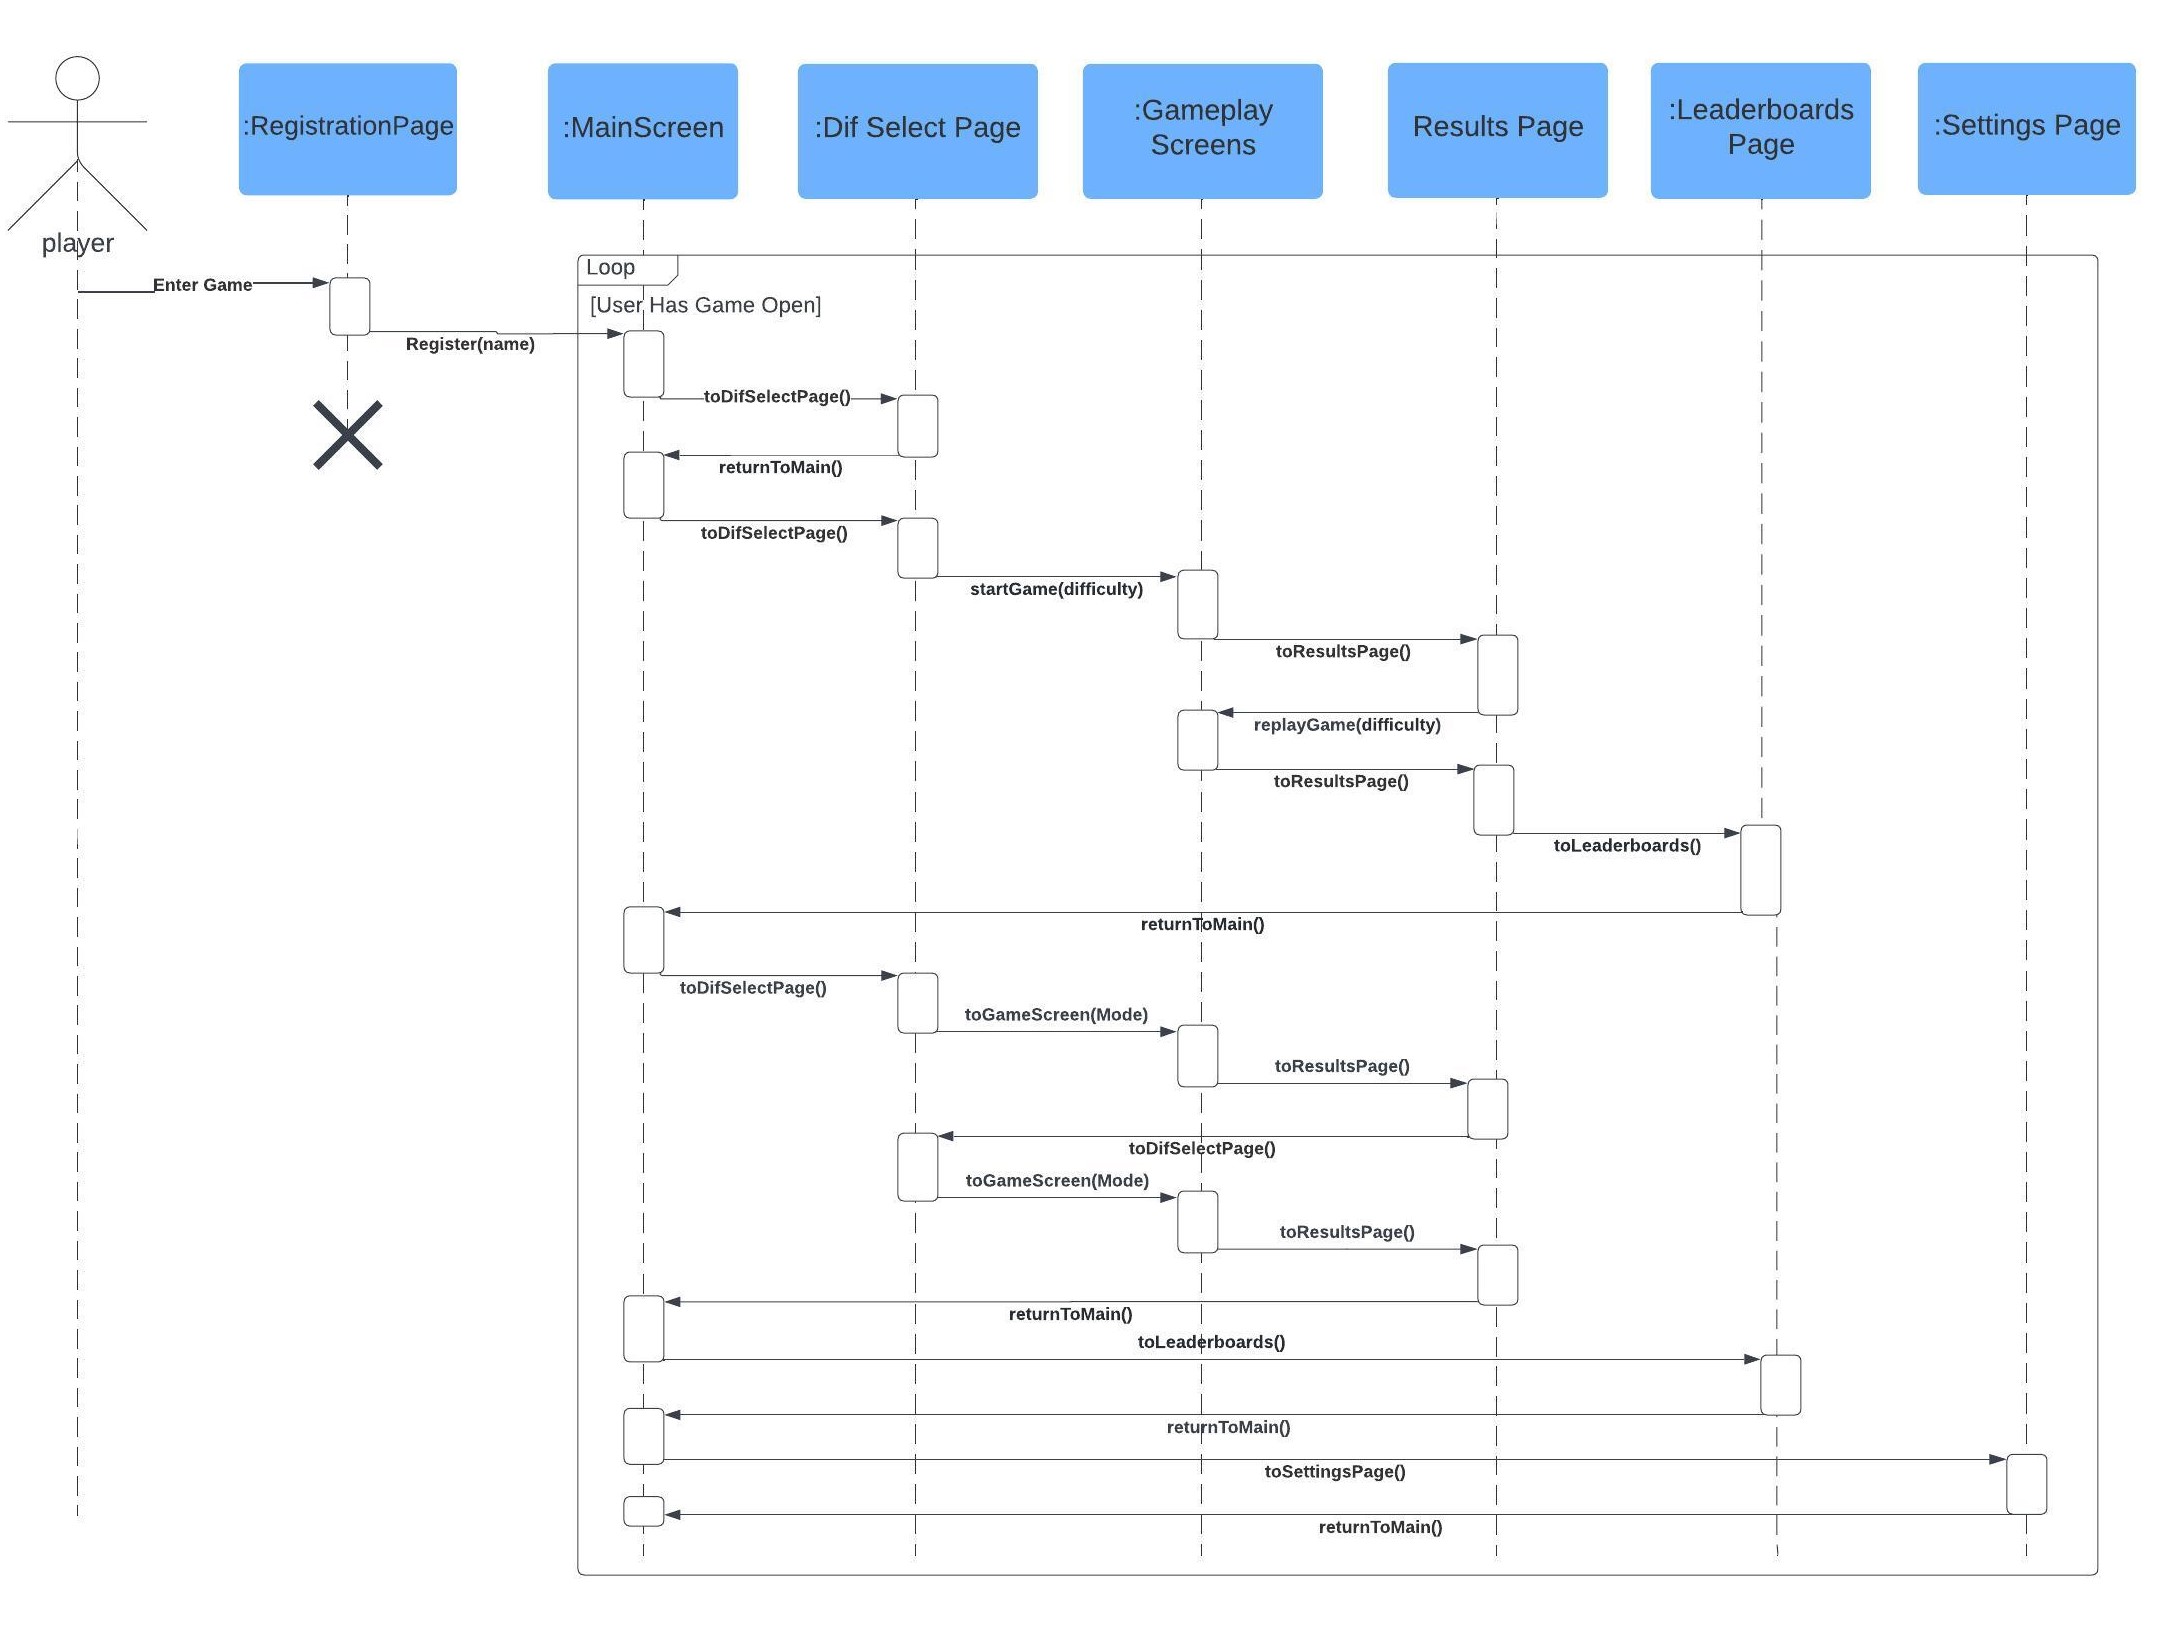 player
:RegistrationPage
:MainScreen
:Dif Select Page
:Gameplay
Screens
Results Page
:Leaderboards
Page
:Settings Page
Loop
[User Has Game Open]
Enter Game
Register(name)
toDifSelectPage()
returnToMain()
toDifSelectPage()
startGame(difficulty)
toResultsPage()
replayGame(difficulty)
toResultsPage()
toLeaderboards()
returnToMain()
toDifSelectPage()
toGameScreen(Mode)
toResultsPage()
toDifSelectPage()
toGameScreen(Mode)
toResultsPage()
returnToMain()
toLeaderboards()
returnToMain()
toSettingsPage()
returnToMain()